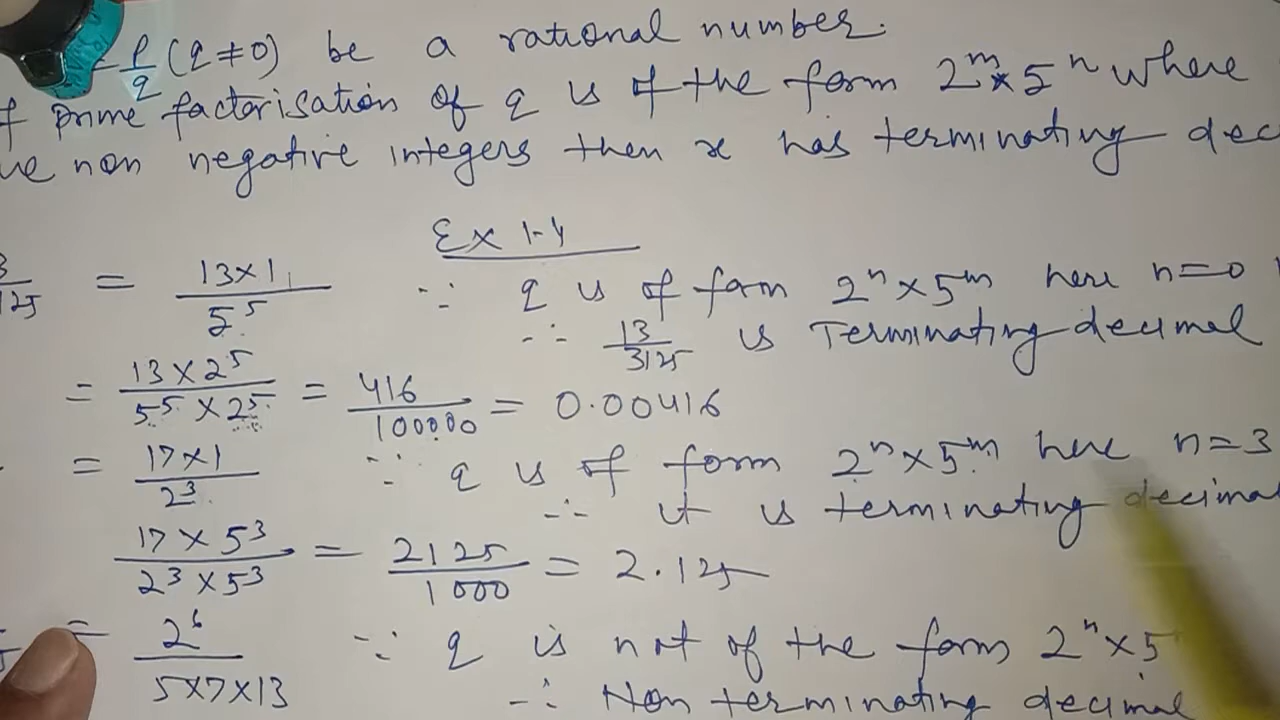 p/q (q≠0) be a rational number.
prime factorisation of q is of the form 2^m × 5^n where
non negative integers then x has terminating dec
Ex 1.4
= 13×1/5^5 ∵ q is of fam 2^n×5^m here n=0
∴ 13/3125 is Terminating decimal
= 13×2^5/5^5×2^5 = 416/100000 = 0.00416
= 17×1/2^3 ∵ q is of form 2^n×5^m here n=3
∴ it is terminating decimal
17×5^3/2^3×5^3 = 2125/1000 = 2.125
= 2^6/5×7×13 ∵ q is not of the form 2^n×5
∴ Non terminating decimal